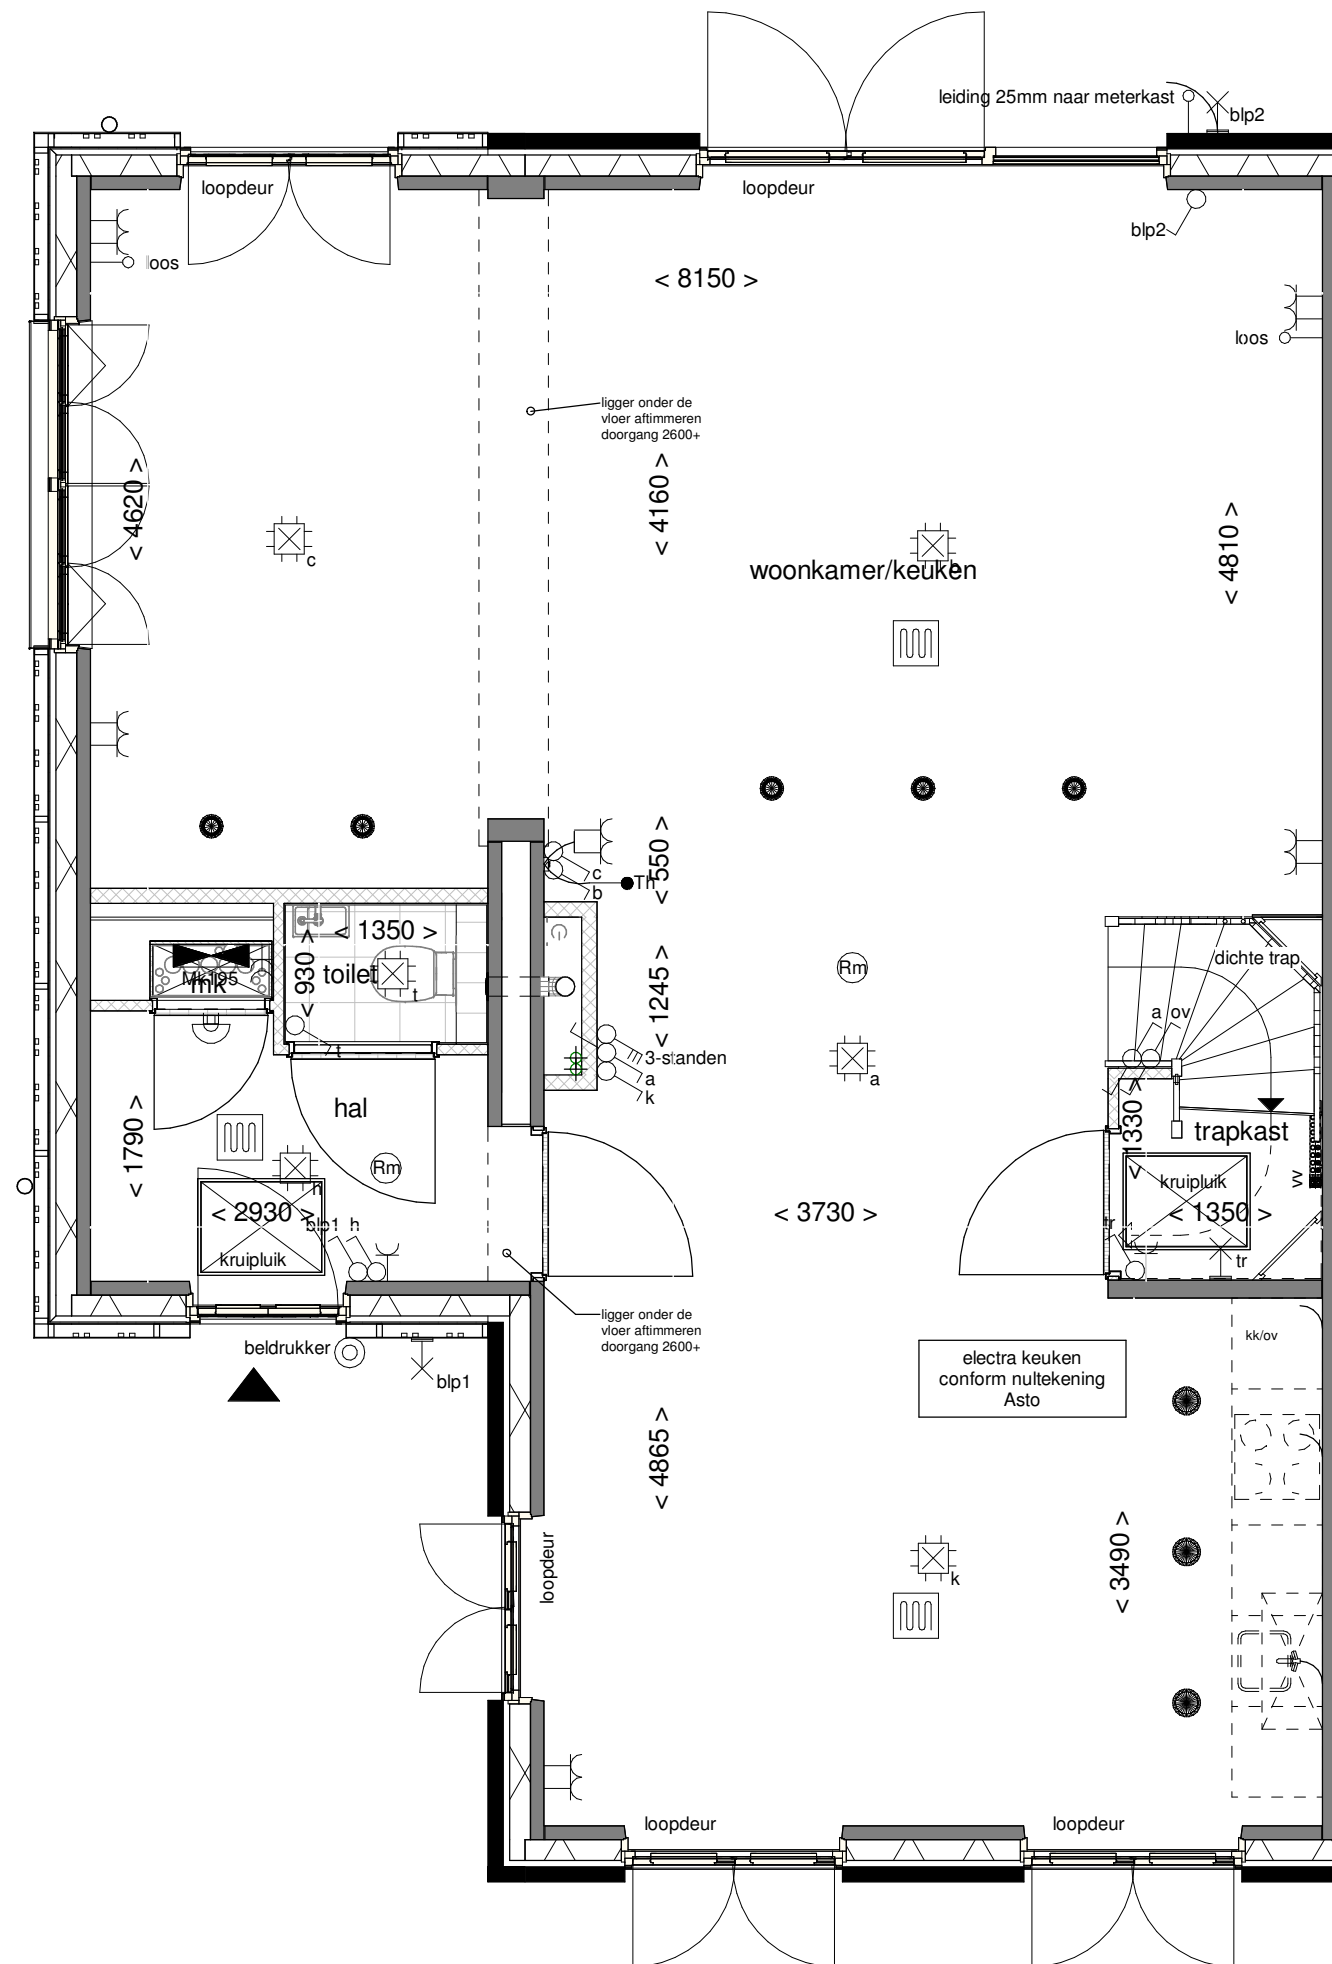 leiding 25mm naar meterkast
blp2
loopdeur
loopdeur
blp2
loos
< 8150 >
loos
ligger onder de
vloer aftimmeren
doorgang 2600+
< 4620 >
< 4160 >
< 4810 >
c
woonkamer/keuken
b
< 550 >
c
b
Th
< 1350 >
< 930 >
toilet
t
mk
Mk195
< 1245 >
Rm
dichte trap
a
ov
t
3-standen
a
k
a
hal
< 1790 >
< 1330 >
trapkast
Rm
h
kruipluik
vv
< 2930 >
blp1
h
< 3730 >
< 1350 >
tr
kruipluik
tr
ligger onder de
vloer aftimmeren
doorgang 2600+
beldrukker
blp1
kk/ov
electra keuken
conform nultekening
Asto
< 4865 >
loopdeur
< 3490 >
k
loopdeur
loopdeur